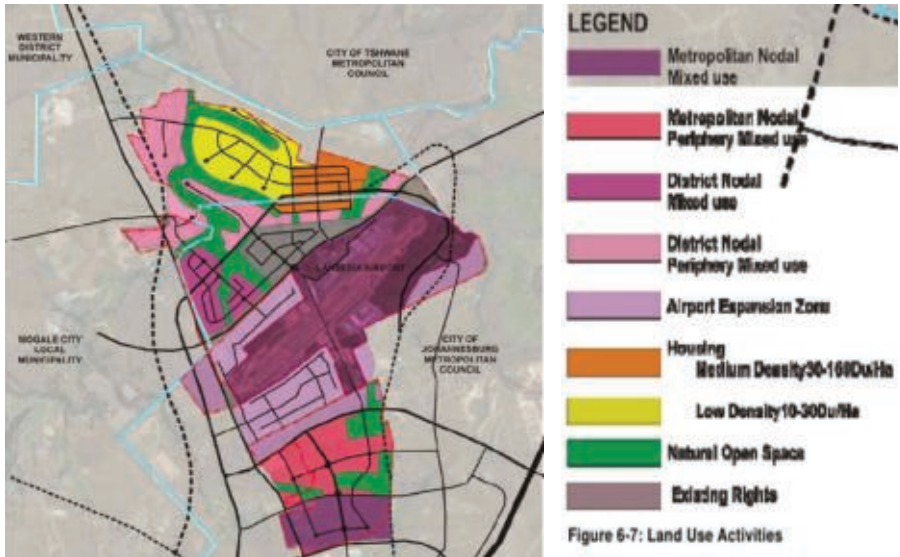 WESTERN
DISTRICT
MUNICIPALITY
CITY OF TSHWANE
METROPOLITAN
COUNCIL
LANSERIA AIRPORT
MOGALE CITY
LOCAL
MUNICIPALITY
CITY OF
JOHANNESBURG
METROPOLITAN
COUNCIL
LEGEND
Metropolitan Nodal
Mixed use
Metropolitan Nodal
Periphery Mixed use
District Nodal
Mixed use
District Nodal
Periphery Mixed use
Airport Expansion Zone
Housing
Medium Density30-160Du/Ha
Low Density10-30Du/Ha
Natural Open Space
Existing Rights
Figure 6-7: Land Use Activities